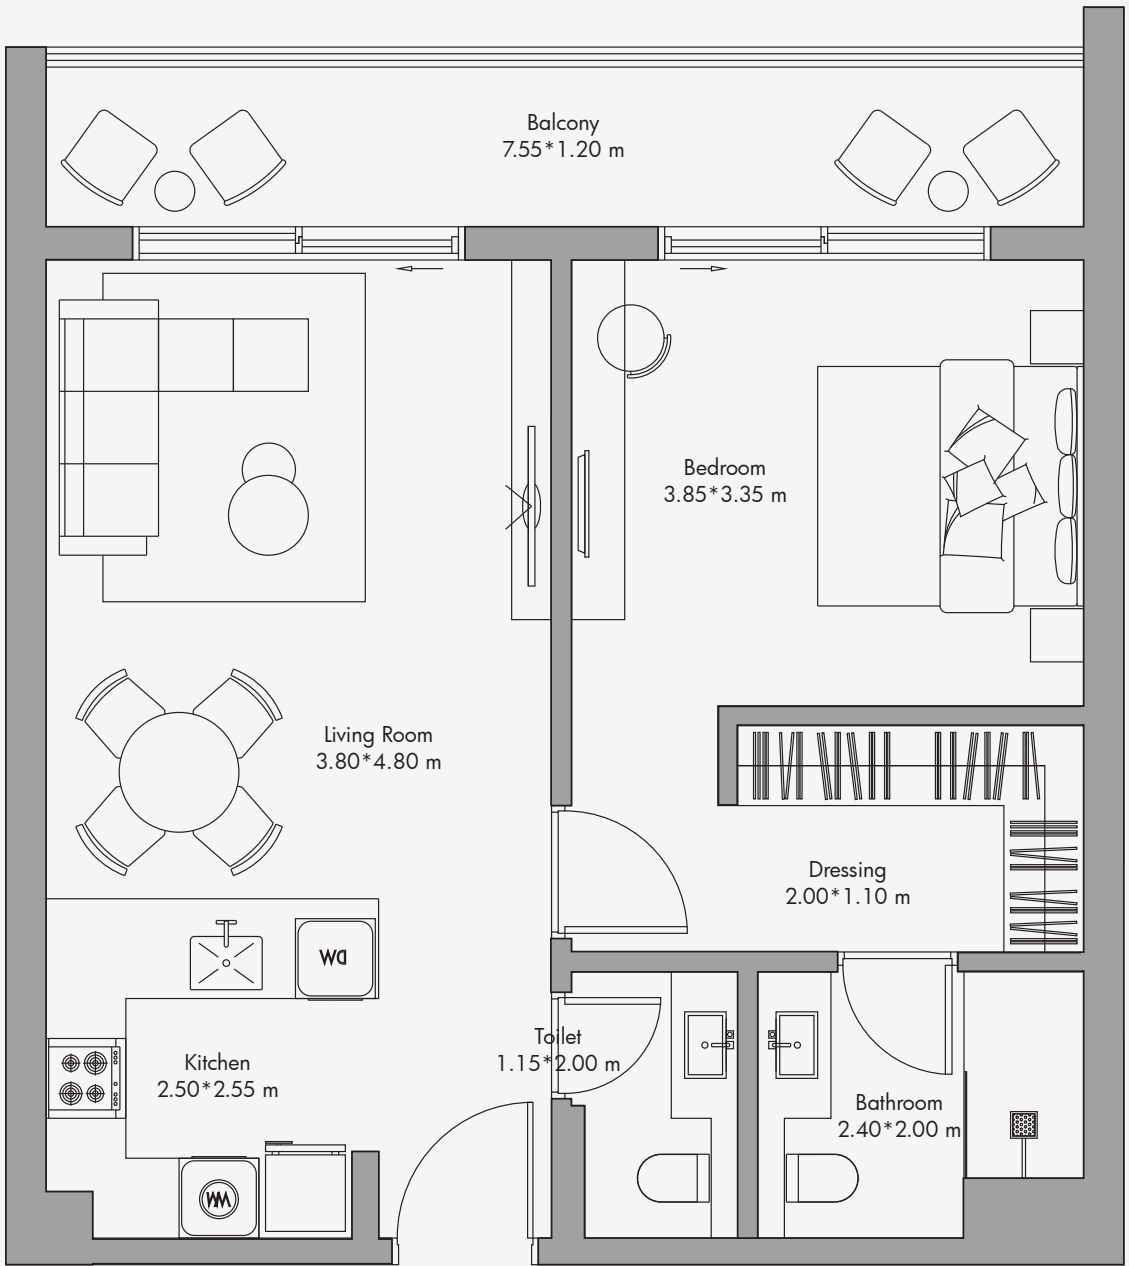 Balcony
7.55*1.20 m
Bedroom
3.85*3.35 m
Living Room
3.80*4.80 m
Dressing
2.00*1.10 m
DW
Toilet
1.15*2.00 m
Kitchen
2.50*2.55 m
Bathroom
2.40*2.00 m
WM